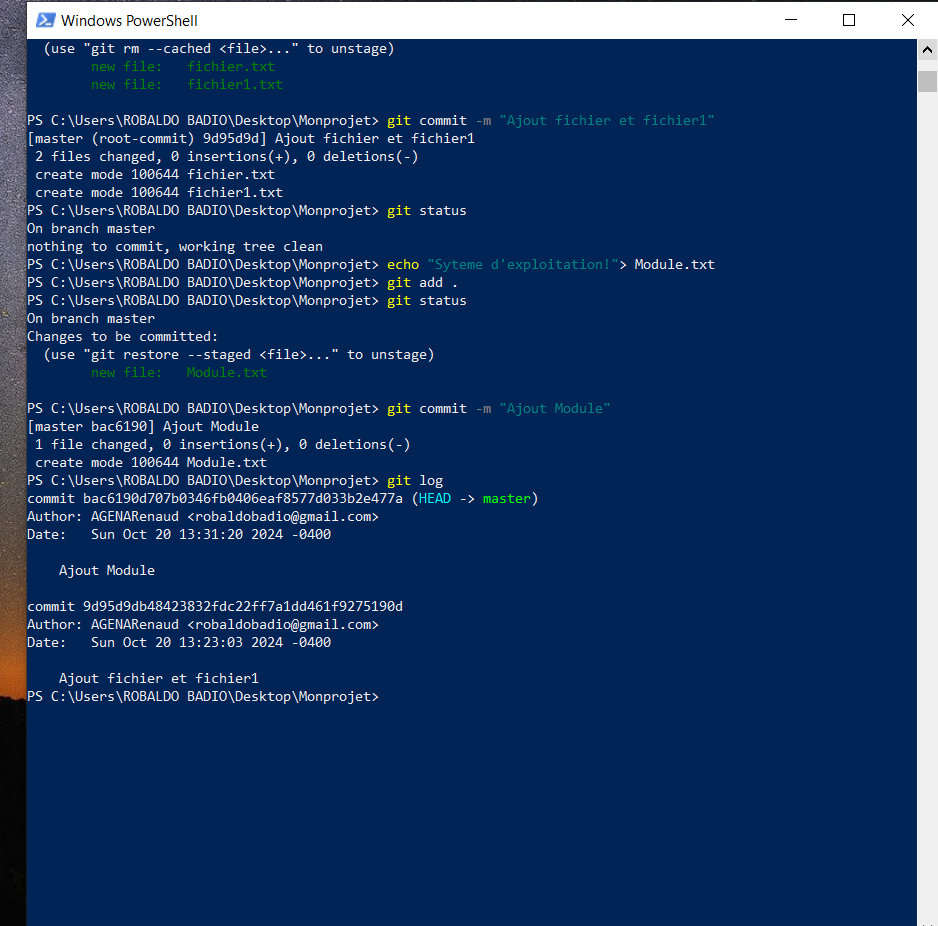 Windows PowerShell
(use "git rm --cached <file>..." to unstage)
new file: fichier.txt
new file: fichier1.txt
PS C:\Users\ROBALDO BADIO\Desktop\Monprojet> git commit -m "Ajout fichier et fichier1"
[master (root-commit) 9d95d9d] Ajout fichier et fichier1
2 files changed, 0 insertions(+), 0 deletions(-)
create mode 100644 fichier.txt
create mode 100644 fichier1.txt
PS C:\Users\ROBALDO BADIO\Desktop\Monprojet> git status
On branch master
nothing to commit, working tree clean
PS C:\Users\ROBALDO BADIO\Desktop\Monprojet> echo "Syteme d'exploitation!"> Module.txt
PS C:\Users\ROBALDO BADIO\Desktop\Monprojet> git add .
PS C:\Users\ROBALDO BADIO\Desktop\Monprojet> git status
On branch master
Changes to be committed:
(use "git restore --staged <file>..." to unstage)
new file: Module.txt
PS C:\Users\ROBALDO BADIO\Desktop\Monprojet> git commit -m "Ajout Module"
[master bac6190] Ajout Module
1 file changed, 0 insertions(+), 0 deletions(-)
create mode 100644 Module.txt
PS C:\Users\ROBALDO BADIO\Desktop\Monprojet> git log
commit bac6190d707b0346fb0406eaf8577d033b2e477a (HEAD -> master)
Author: AGENARenaud <robaldobadio@gmail.com>
Date: Sun Oct 20 13:31:20 2024 -0400
Ajout Module
commit 9d95d9db48423832fdc22ff7a1dd461f9275190d
Author: AGENARenaud <robaldobadio@gmail.com>
Date: Sun Oct 20 13:23:03 2024 -0400
Ajout fichier et fichier1
PS C:\Users\ROBALDO BADIO\Desktop\Monprojet>